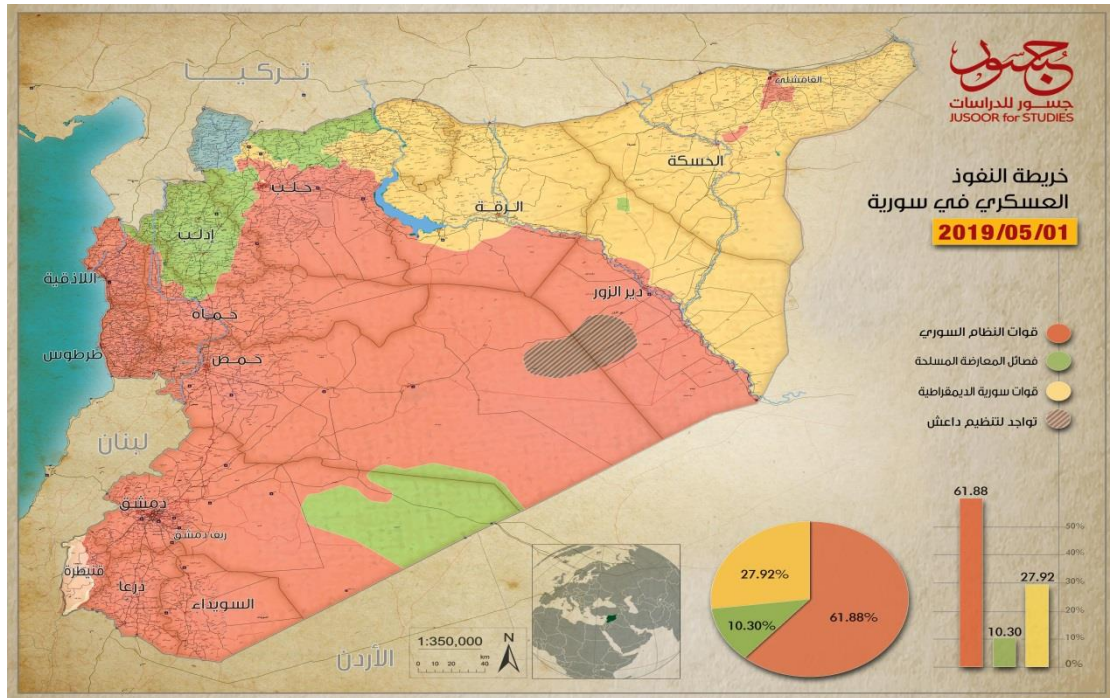 جسور
جسور للدراسات
JUSOOR for STUDIES
خريطة النفوذ
العسكري في سورية
2019/05/01
قوات النظام السوري
فصائل المعارضة المسلحة
قوات سورية الديمقراطية
تواجد لتنظيم داعش
تركيا
القامشلي
الحسكة
حلب
الرقة
إدلب
اللاذقية
دير الزور
حماه
طرطوس
حمص
لبنان
دمشق
ريف دمشق
قنيطرة
درعا
السويداء
الأردن
1:350,000
N
km
0 10 20 40
27.92%
10.30%
61.88%
61.88
10.30
27.92
50%
40%
30%
20%
10%
0%